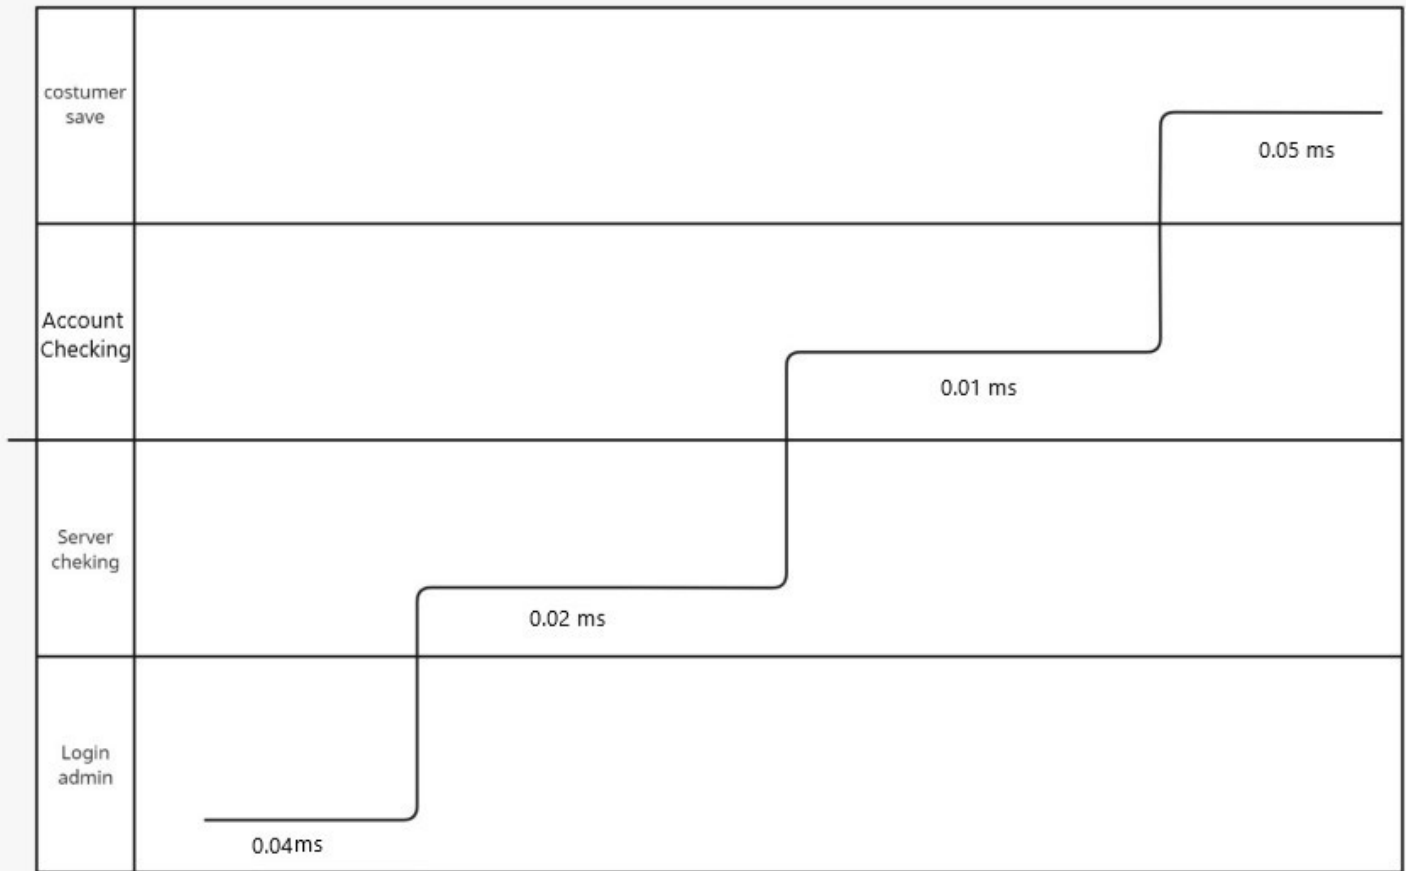 costumer
save
0.05 ms
Account
Checking
0.01 ms
Server
cheking
0.02 ms
Login
admin
0.04ms